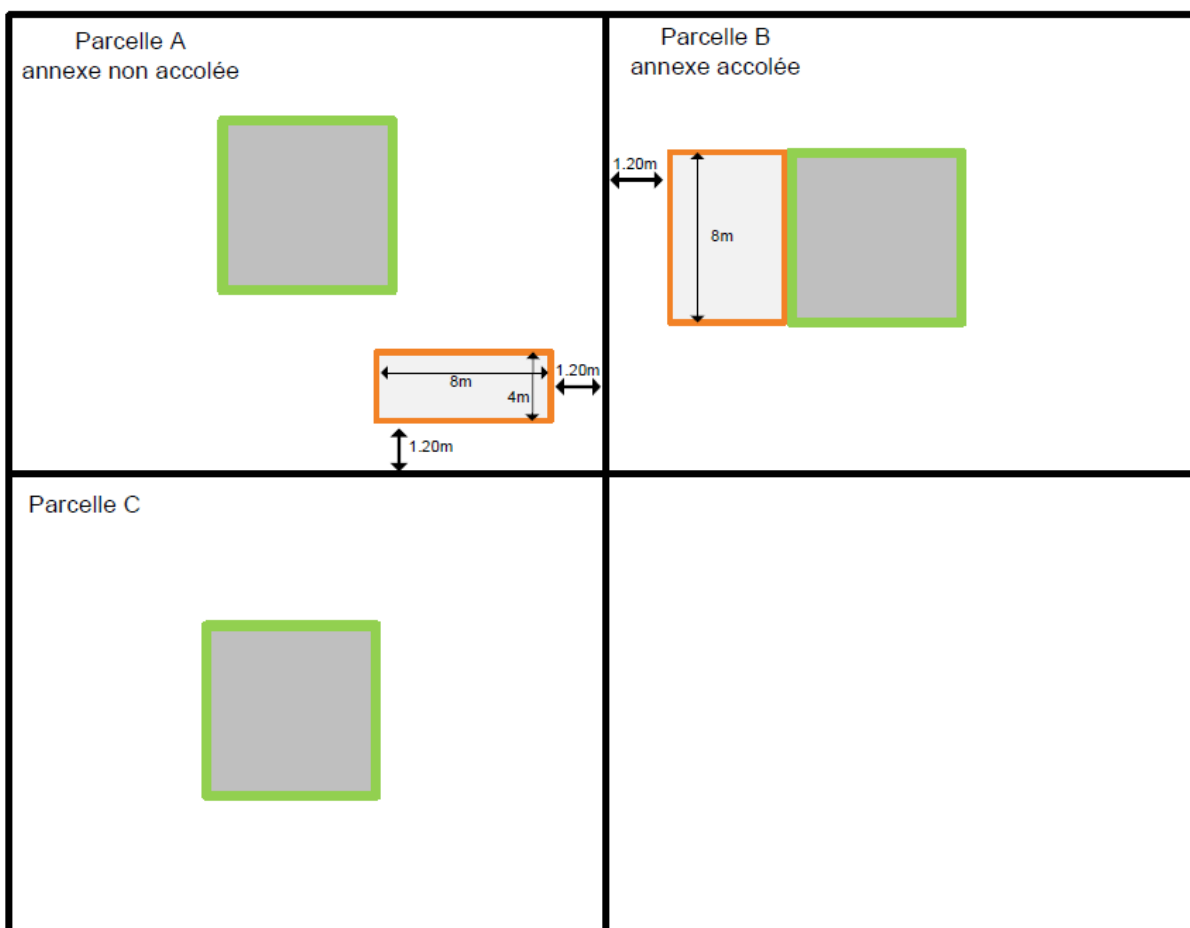 Parcelle A
annexe non accolée
8m
4m
1.20m
1.20m
Parcelle B
annexe accolée
1.20m
8m
Parcelle C